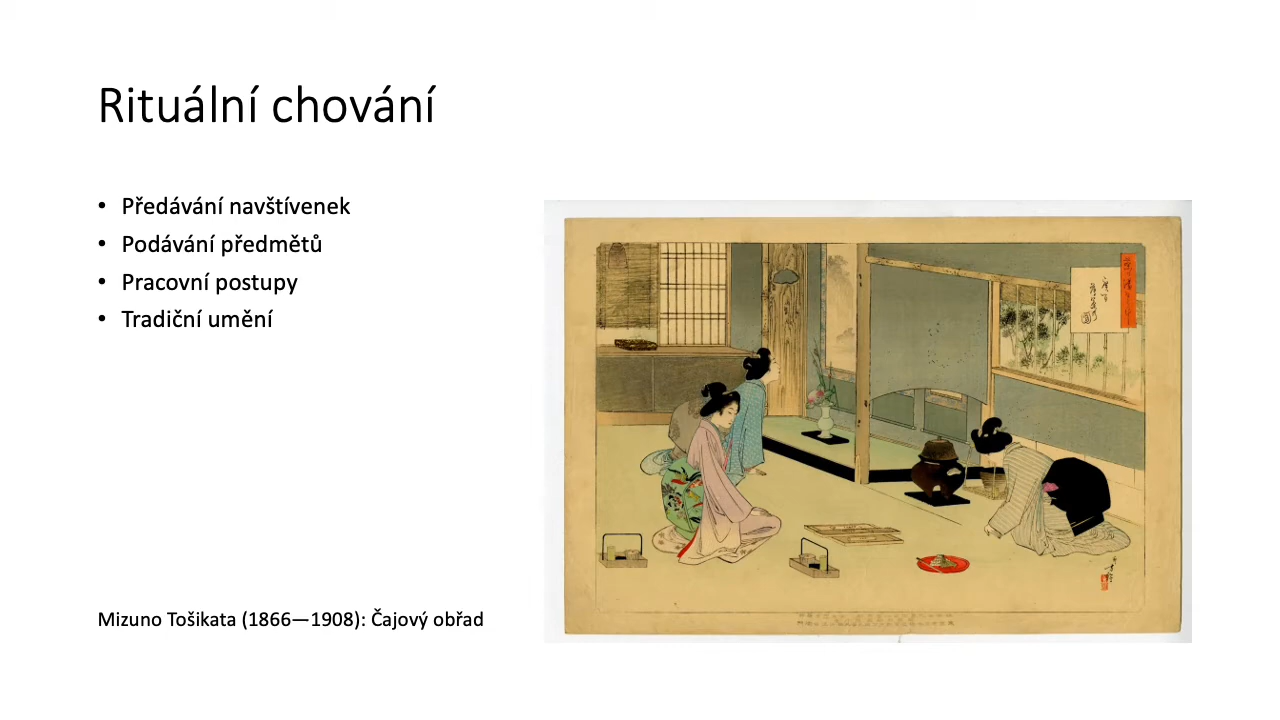 Rituální chování
• Předávání navštívenek
• Podávání předmětů
• Pracovní postupy
• Tradiční umění
Mizuno Tošikata (1866—1908): Čajový obřad